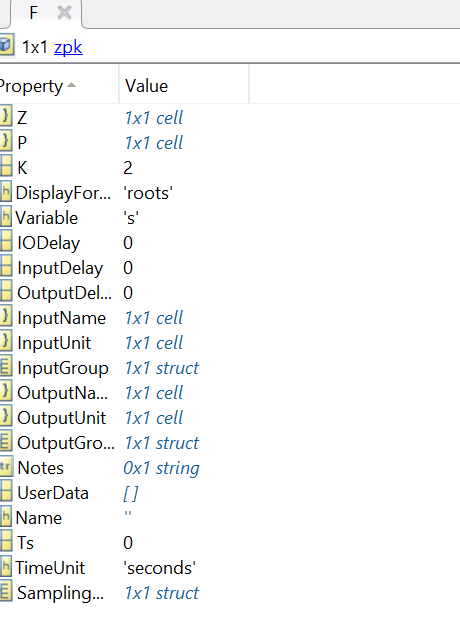 F
1x1 zpk
Property Value
Z 1x1 cell
P 1x1 cell
K 2
DisplayFor... 'roots'
Variable 's'
IODelay 0
InputDelay 0
OutputDel... 0
InputName 1x1 cell
InputUnit 1x1 cell
InputGroup 1x1 struct
OutputNa... 1x1 cell
OutputUnit 1x1 cell
OutputGro... 1x1 struct
Notes 0x1 string
UserData []
Name ''
Ts 0
TimeUnit 'seconds'
Sampling... 1x1 struct